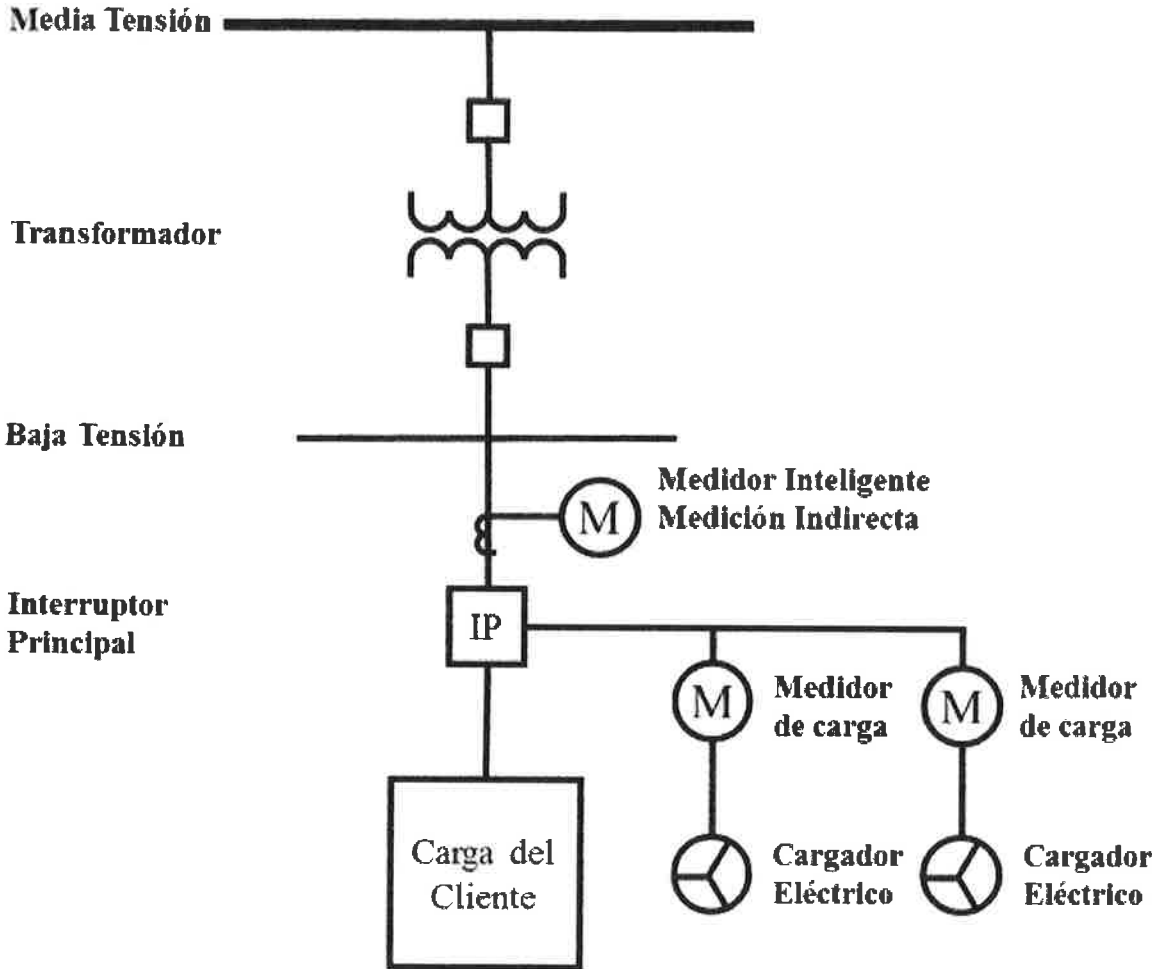 Media Tensión
Transformador
Baja Tensión
Medidor Inteligente
Medición Indirecta
M
Interruptor
Principal
IP
M
Medidor
de carga
M
Medidor
de carga
Carga del
Cliente
Cargador
Eléctrico
Cargador
Eléctrico